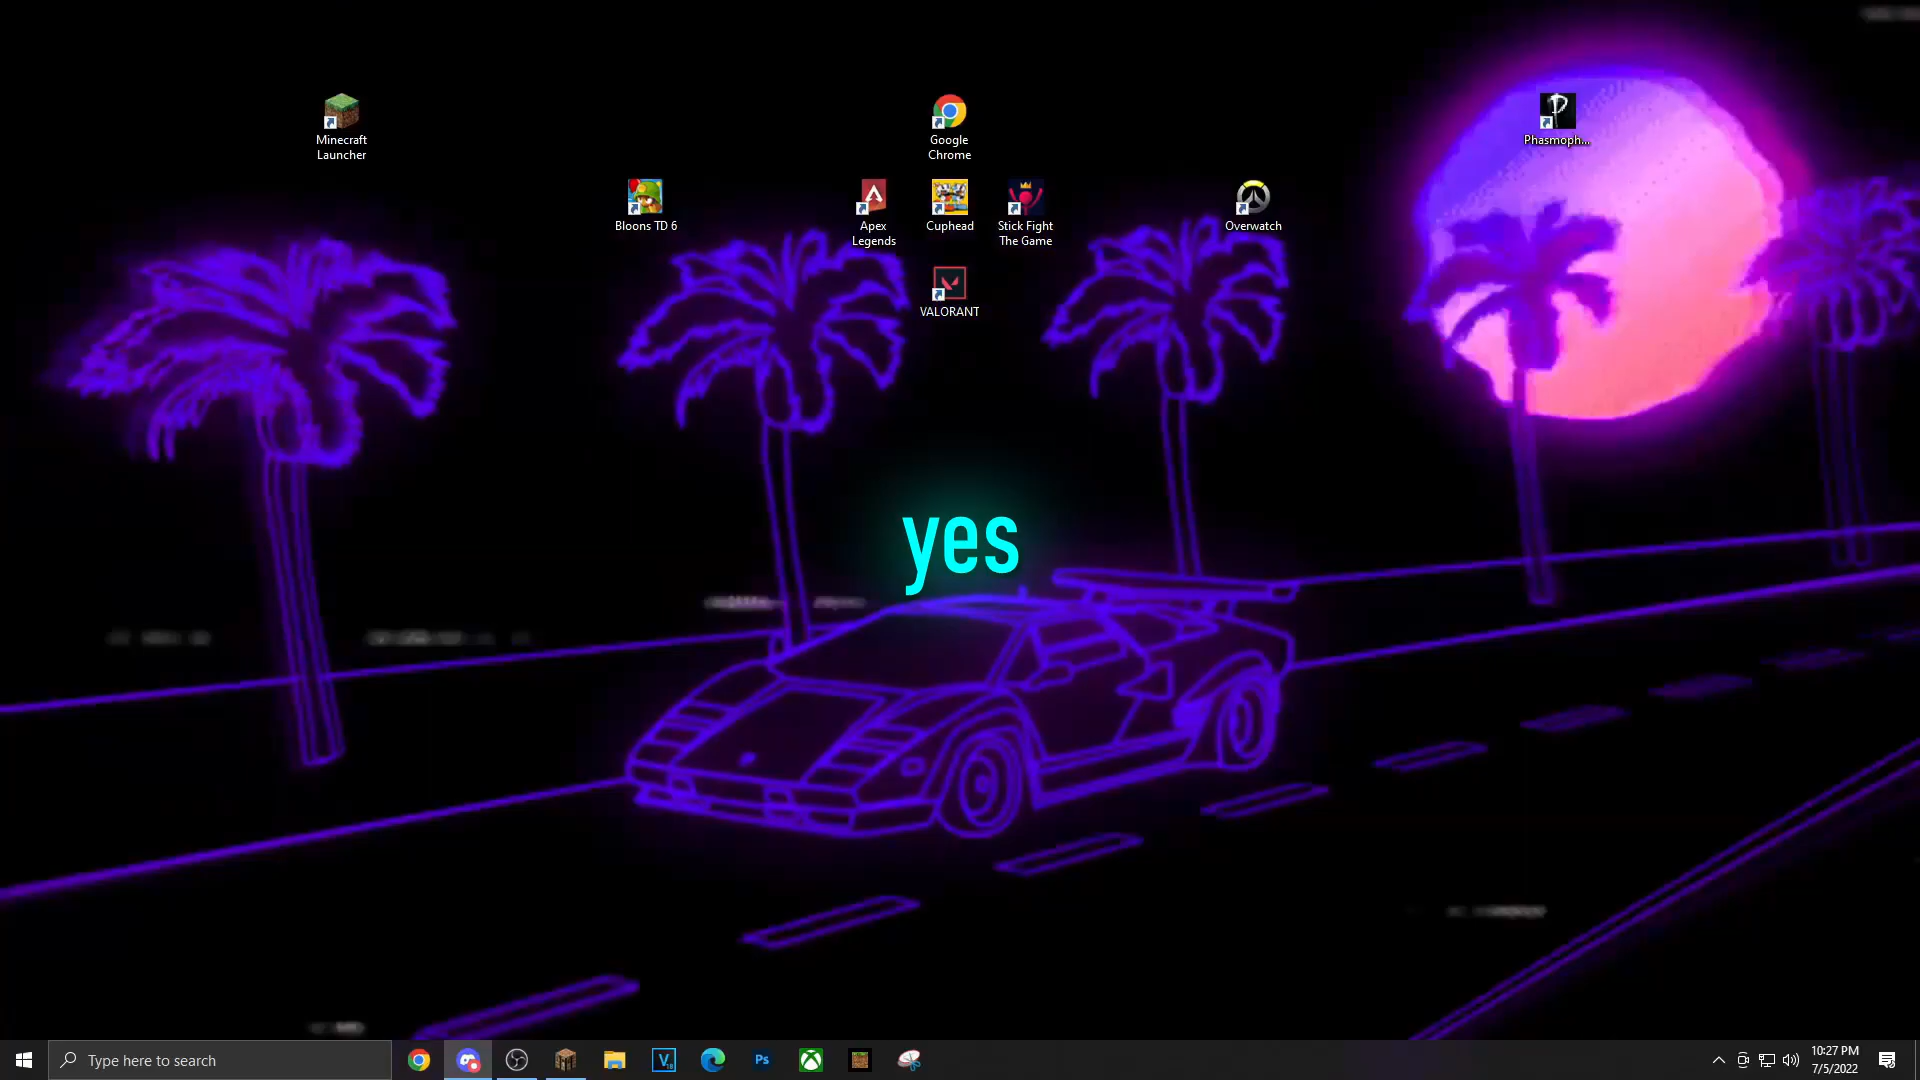 Minecraft
Launcher
Google
Chrome
Phasmoph...
Bloons TD 6
Apex
Legends
Cuphead
Stick Fight
The Game
Overwatch
VALORANT
yes
Type here to search
Ps
10:27 PM
7/5/2022